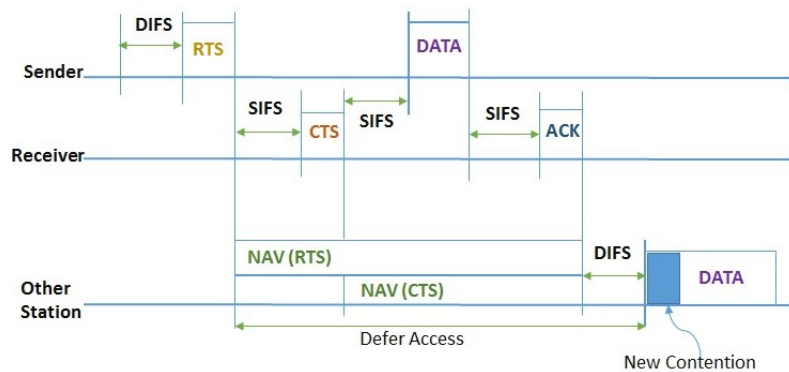 DIFS
RTS
DATA
Sender
SIFS
CTS
SIFS
SIFS
ACK
Receiver
NAV (RTS)
DIFS
NAV (CTS)
DATA
Other
Station
Defer Access
New Contention